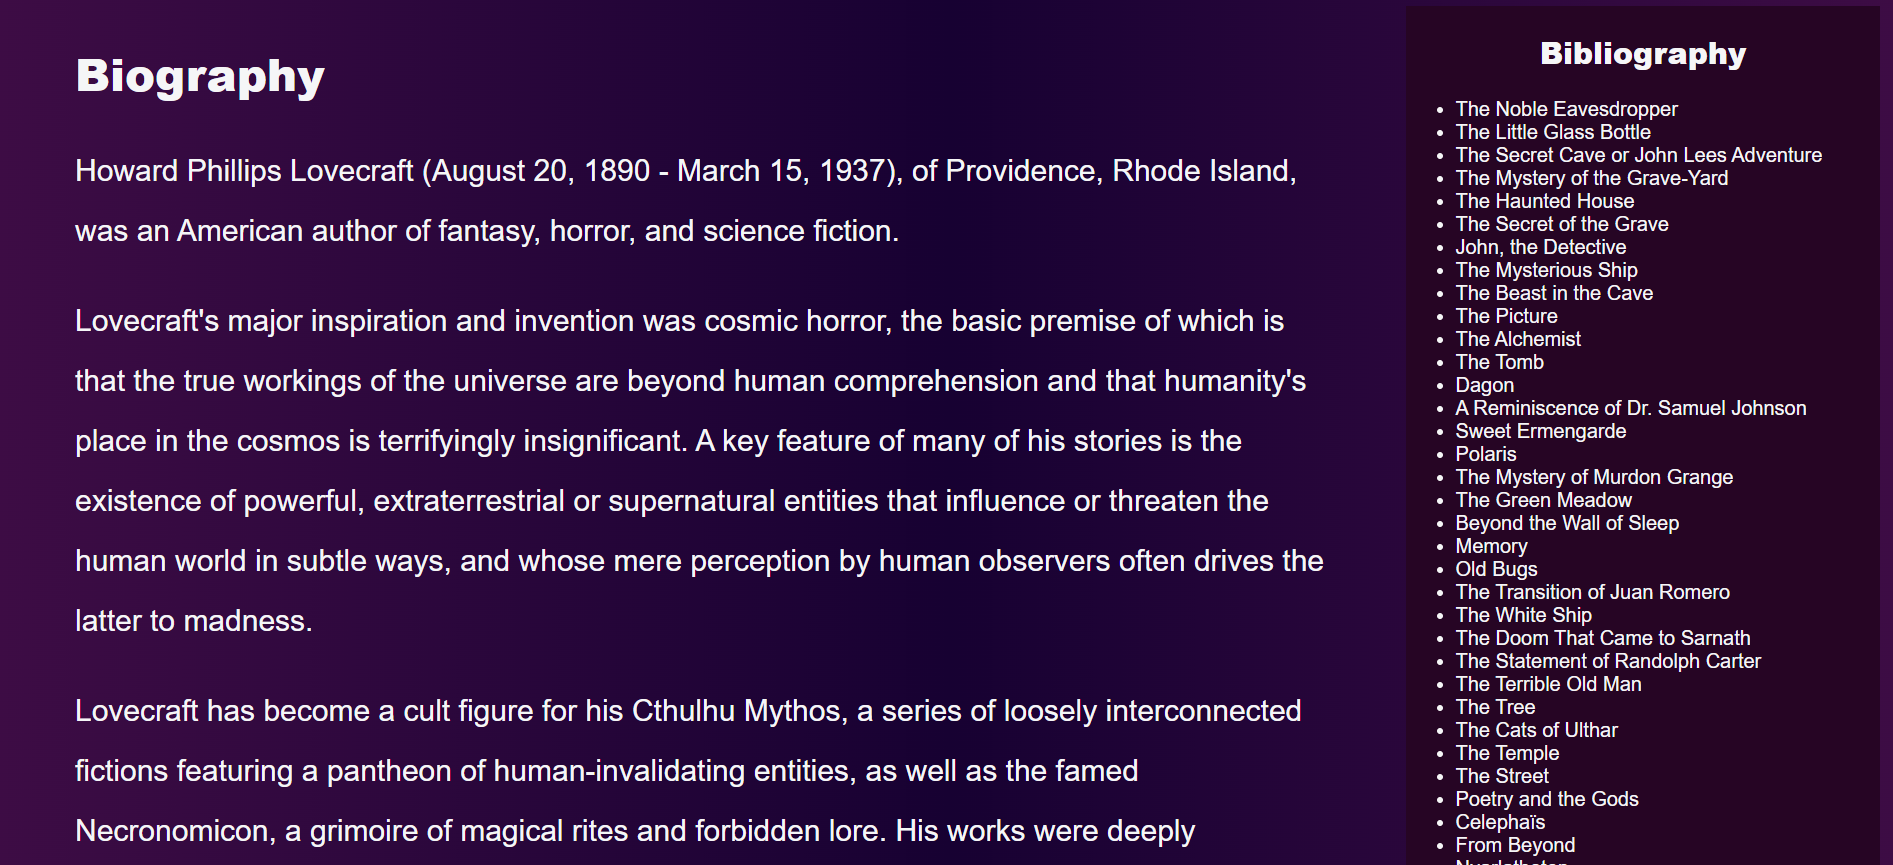 Biography
Howard Phillips Lovecraft (August 20, 1890 - March 15, 1937), of Providence, Rhode Island,
was an American author of fantasy, horror, and science fiction.
Lovecraft's major inspiration and invention was cosmic horror, the basic premise of which is
that the true workings of the universe are beyond human comprehension and that humanity's
place in the cosmos is terrifyingly insignificant. A key feature of many of his stories is the
existence of powerful, extraterrestrial or supernatural entities that influence or threaten the
human world in subtle ways, and whose mere perception by human observers often drives the
latter to madness.
Lovecraft has become a cult figure for his Cthulhu Mythos, a series of loosely interconnected
fictions featuring a pantheon of human-invalidating entities, as well as the famed
Necronomicon, a grimoire of magical rites and forbidden lore. His works were deeply
Bibliography
The Noble Eavesdropper
The Little Glass Bottle
The Secret Cave or John Lees Adventure
The Mystery of the Grave-Yard
The Haunted House
The Secret of the Grave
John, the Detective
The Mysterious Ship
The Beast in the Cave
The Picture
The Alchemist
The Tomb
Dagon
A Reminiscence of Dr. Samuel Johnson
Sweet Ermengarde
Polaris
The Mystery of Murdon Grange
The Green Meadow
Beyond the Wall of Sleep
Memory
Old Bugs
The Transition of Juan Romero
The White Ship
The Doom That Came to Sarnath
The Statement of Randolph Carter
The Terrible Old Man
The Tree
The Cats of Ulthar
The Temple
The Street
Poetry and the Gods
Celephaïs
From Beyond